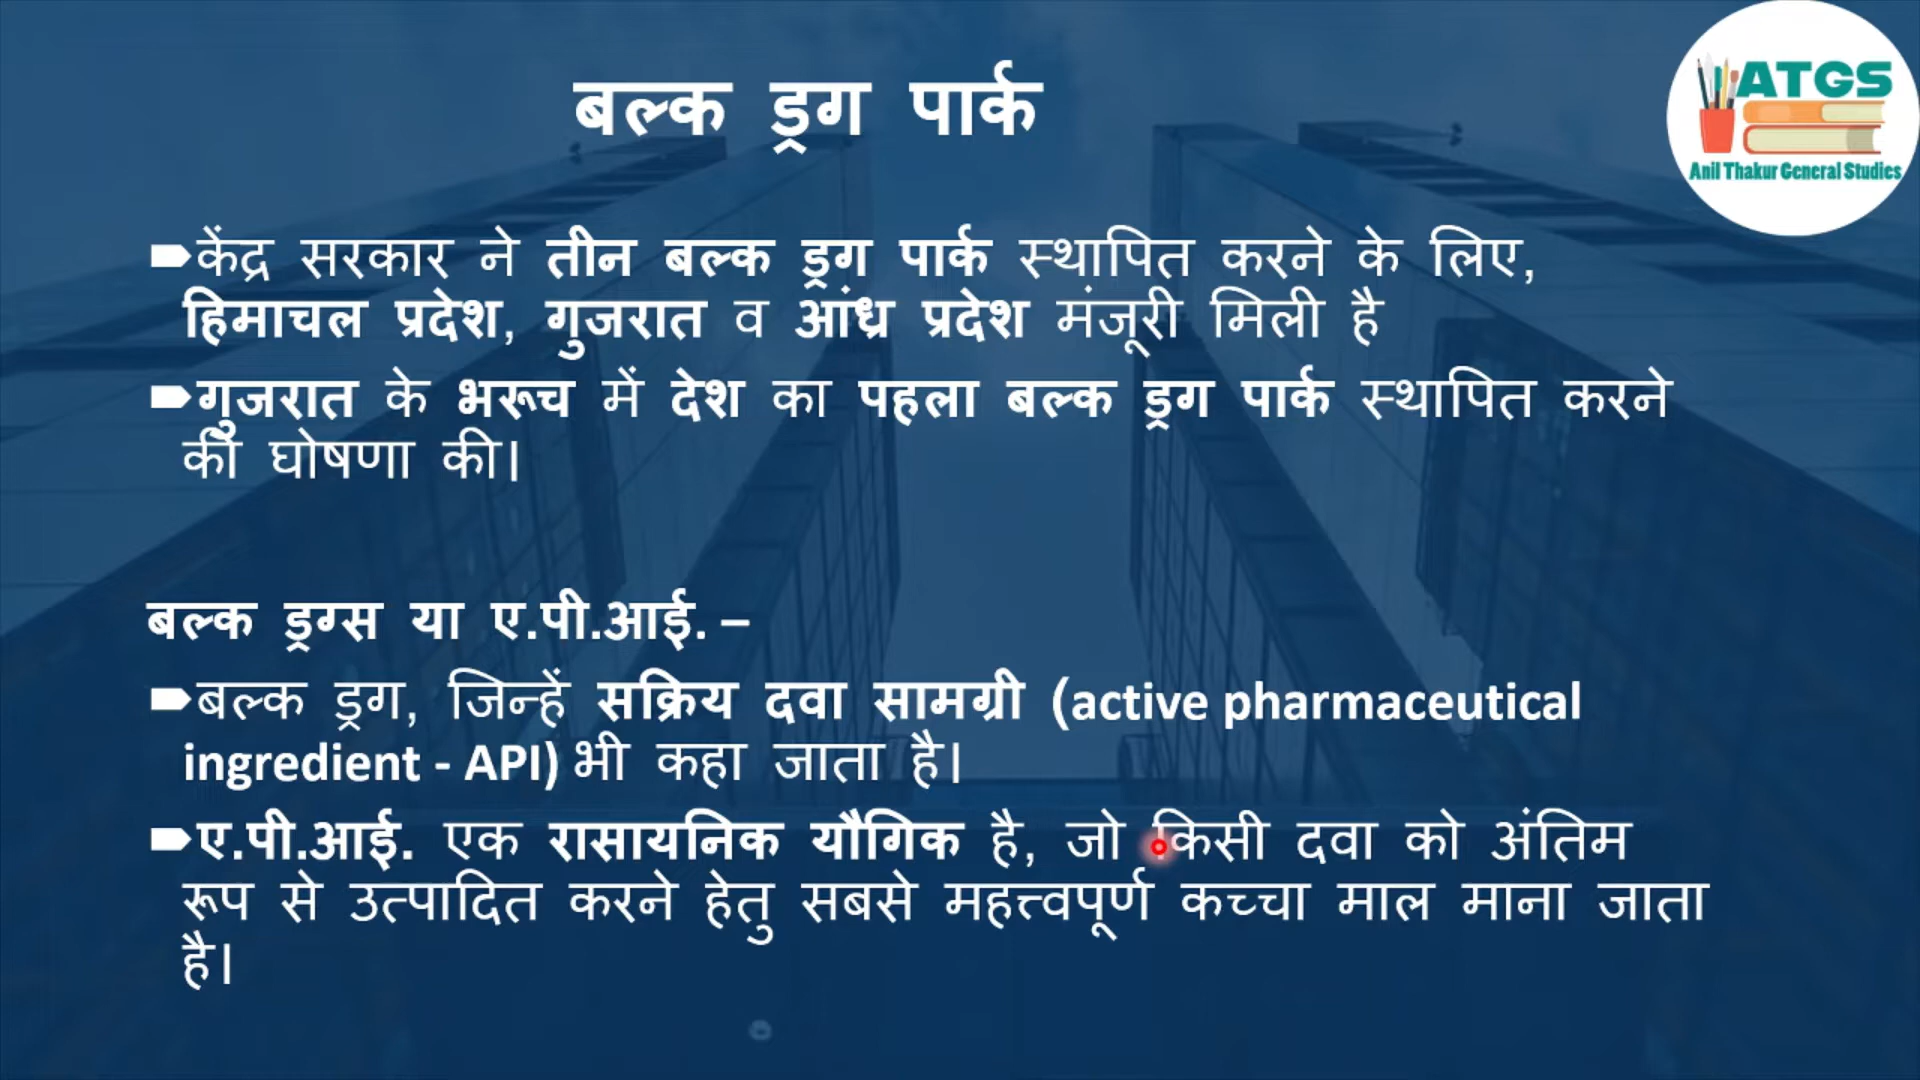 बल्क ड्रग पार्क
ATGS
Anil Thakur General Studies
केंद्र सरकार ने तीन बल्क ड्रग पार्क स्थापित करने के लिए,
हिमाचल प्रदेश, गुजरात व आंध्र प्रदेश मंजूरी मिली है
गुजरात के भरूच में देश का पहला बल्क ड्रग पार्क स्थापित करने
की घोषणा की।
बल्क ड्रग्स या ए.पी.आई. –
बल्क ड्रग, जिन्हें सक्रिय दवा सामग्री (active pharmaceutical
ingredient - API) भी कहा जाता है।
ए.पी.आई. एक रासायनिक यौगिक है, जो किसी दवा को अंतिम
रूप से उत्पादित करने हेतु सबसे महत्त्वपूर्ण कच्चा माल माना जाता
है।